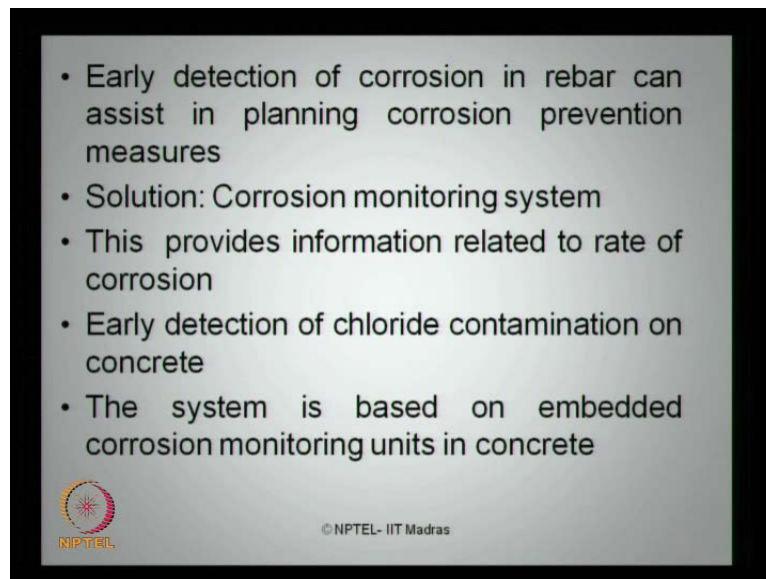 • Early detection of corrosion in rebar can
assist in planning corrosion prevention
measures
• Solution: Corrosion monitoring system
• This provides information related to rate of
corrosion
• Early detection of chloride contamination on
concrete
• The system is based on embedded
corrosion monitoring units in concrete
NPTEL
© NPTEL- IIT Madras